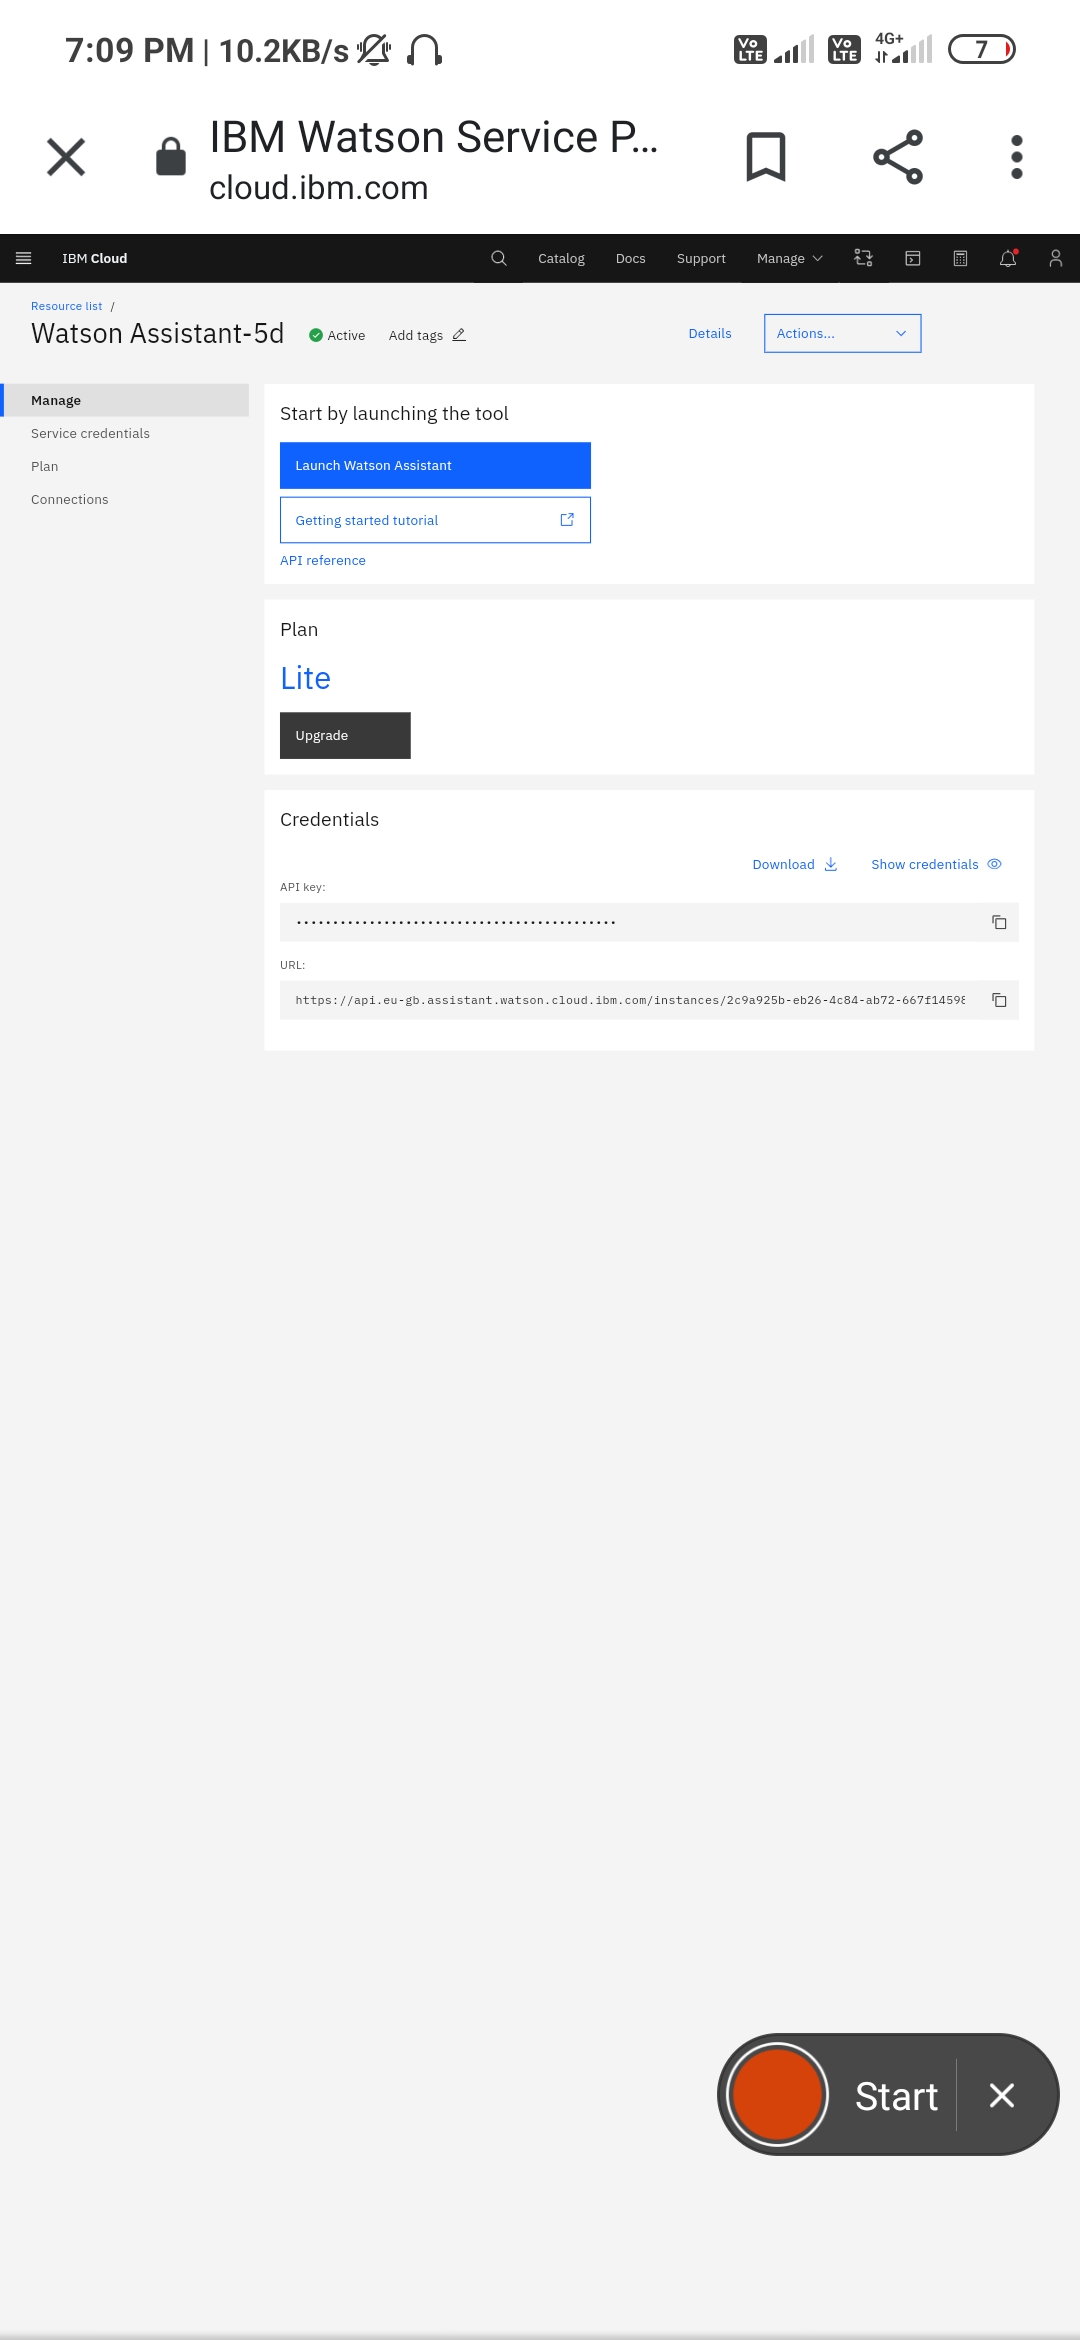 7:09 PM | 10.2KB/s
Vo LTE Vo LTE 4G+ 7
IBM Watson Service P...
cloud.ibm.com
IBM Cloud Catalog Docs Support Manage
Resource list /
Watson Assistant-5d Active Add tags Details Actions...
Manage
Service credentials
Plan
Connections
Start by launching the tool
Launch Watson Assistant
Getting started tutorial
API reference
Plan
Lite
Upgrade
Credentials
Download Show credentials
API key:
••••••••••••••••••••••••••••••••••••••••••••
URL:
https://api.eu-gb.assistant.watson.cloud.ibm.com/instances/2c9a925b-eb26-4c84-ab72-667f14598
Start